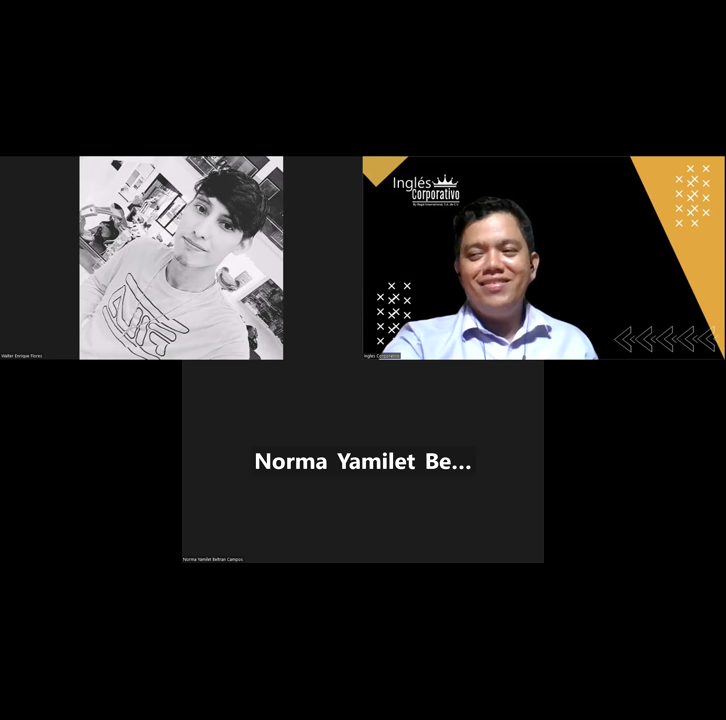 Inglés
Corporativo
Walter Enrique Flores
Inglés Corporativo
Norma Yamilet Be...
Norma Yamilet Beltran Campos